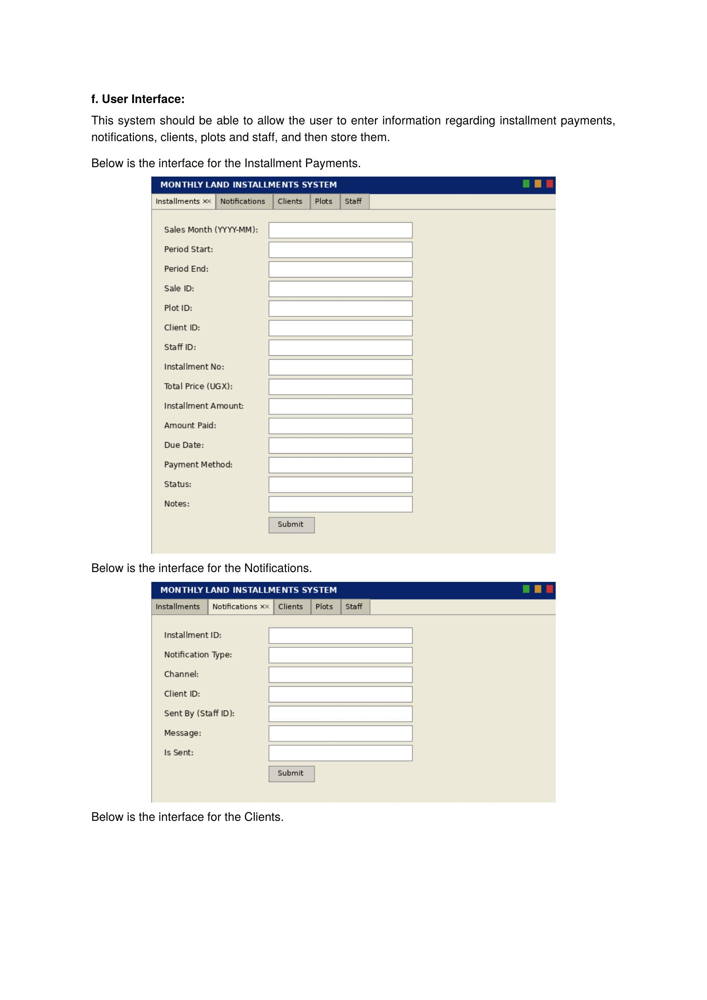 f. User Interface:
This system should be able to allow the user to enter information regarding installment payments,
notifications, clients, plots and staff, and then store them.
Below is the interface for the Installment Payments.
MONTHLY LAND INSTALLMENTS SYSTEM
Installments ×× Notifications Clients Plots Staff
Sales Month (YYYY-MM):
Period Start:
Period End:
Sale ID:
Plot ID:
Client ID:
Staff ID:
Installment No:
Total Price (UGX):
Installment Amount:
Amount Paid:
Due Date:
Payment Method:
Status:
Notes:
Submit
Below is the interface for the Notifications.
MONTHLY LAND INSTALLMENTS SYSTEM
Installments Notifications ×× Clients Plots Staff
Installment ID:
Notification Type:
Channel:
Client ID:
Sent By (Staff ID):
Message:
Is Sent:
Submit
Below is the interface for the Clients.